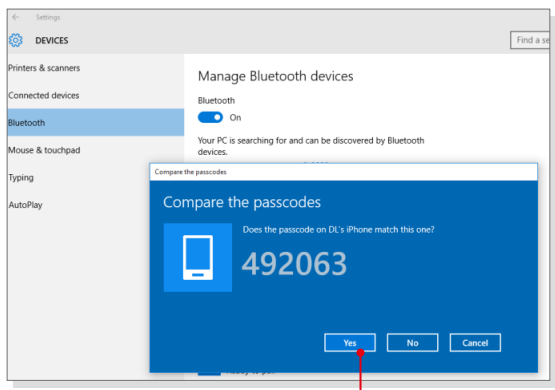 ← Settings
DEVICES
Find a se
Printers & scanners
Connected devices
Bluetooth
Mouse & touchpad
Typing
AutoPlay
Manage Bluetooth devices
Bluetooth
On
Your PC is searching for and can be discovered by Bluetooth
devices.
Compare the passcodes
Compare the passcodes
Does the passcode on DL's iPhone match this one?
492063
Yes No Cancel